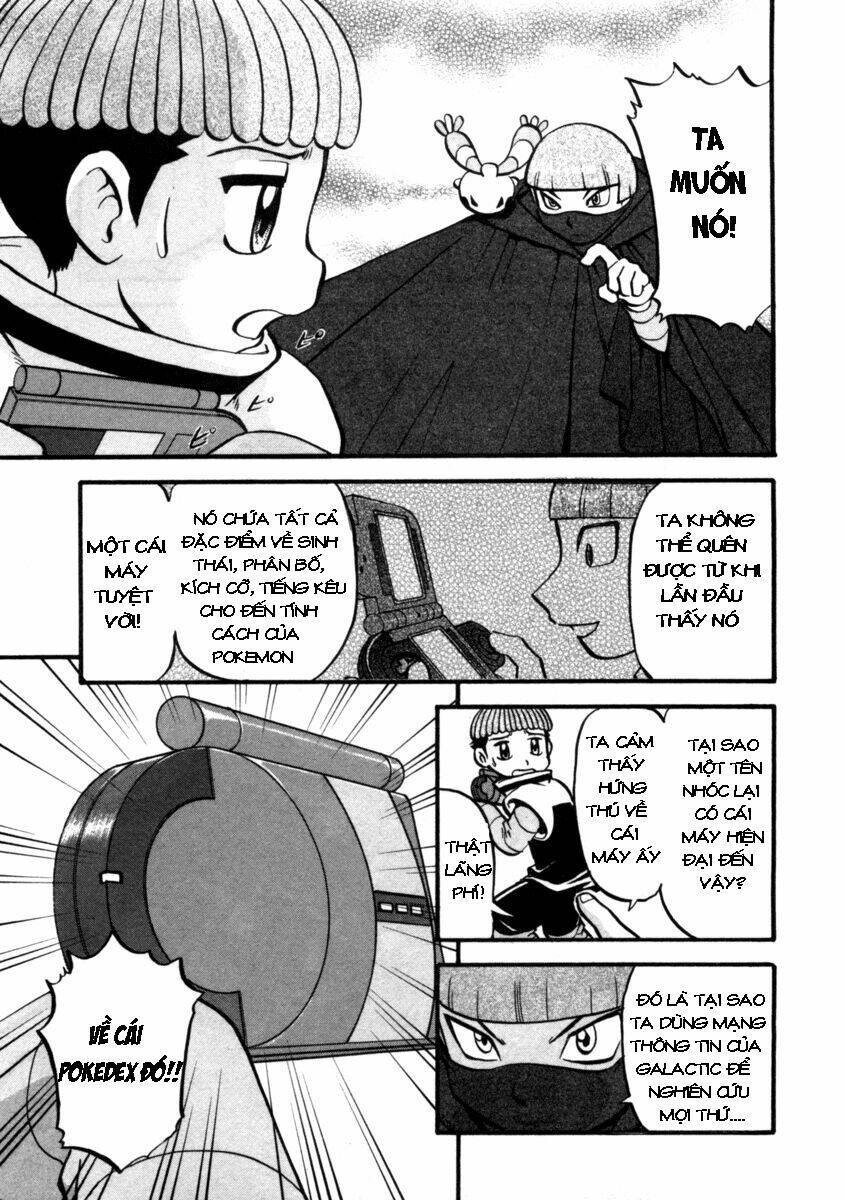 TA
MUỐN
NÓ!
ピ
ピ
ピ
TA KHÔNG
THỂ QUÊN
ĐƯỢC TỪ KHI
LẦN ĐẦU
THẤY NÓ
NÓ CHỨA TẤT CẢ
ĐẶC ĐIỂM VỀ SINH
THÁI, PHÂN BỐ,
KÍCH CỠ, TIẾNG KÊU
CHO ĐẾN TÍNH
CÁCH CỦA
POKEMON
MỘT CÁI
MÁY
TUYỆT
VỜI!
TẠI SAO
MỘT TÊN
NHÓC LẠI
CÓ CÁI
MÁY HIỆN
ĐẠI ĐẾN
VẬY?
TA CẢM
THẤY
HỨNG
THÚ VỀ
CÁI
MÁY ẤY
THẬT
LÃNG
PHÍ!
ĐÓ LÀ TẠI SAO
TA DÙNG MẠNG
THÔNG TIN CỦA
GALACTIC ĐỂ
NGHIÊN CỨU
MỌI THỨ....
VỀ CÁI
POKEDEX ĐÓ!!